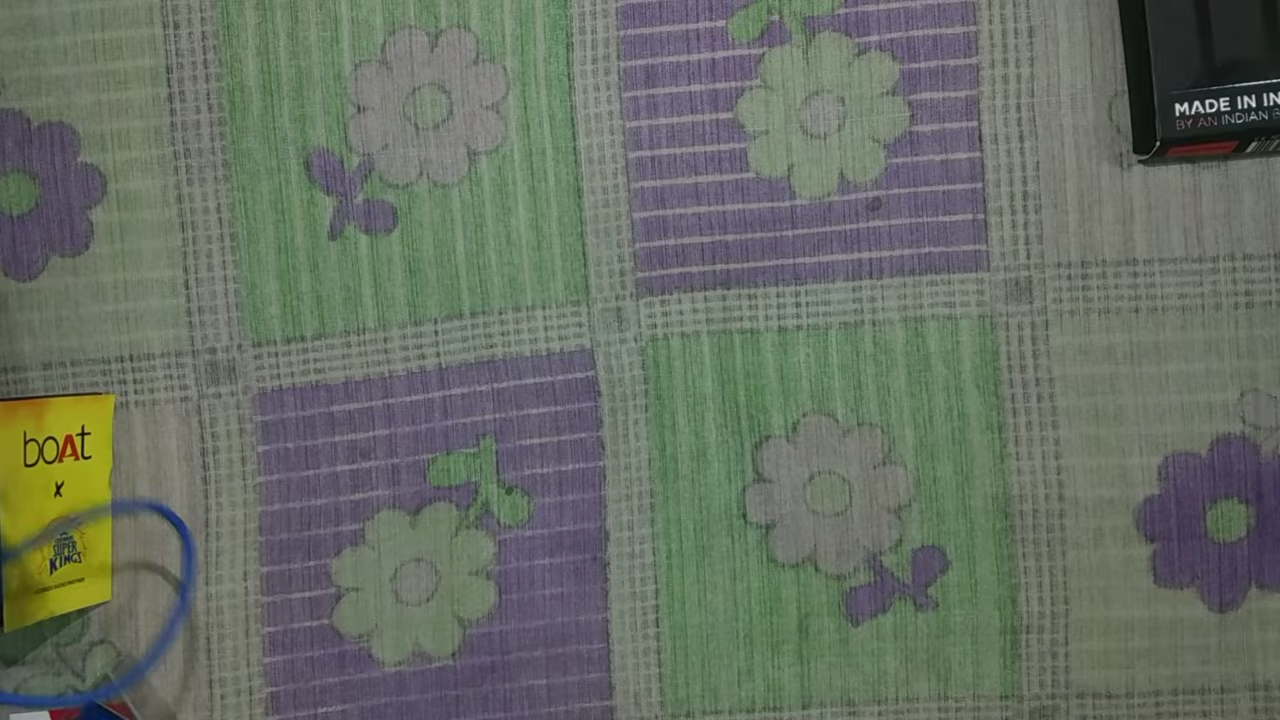 MADE IN IN
BY AN INDIAN B
boAt
X
SUPER
KINGS